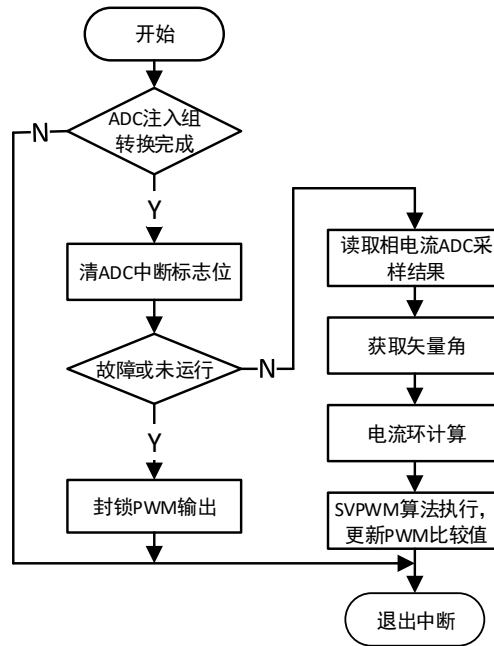 开始
ADC注入组
转换完成
N
Y
清ADC中断标志位
故障或未运行
N
Y
封锁PWM输出
读取相电流ADC采
样结果
获取矢量角
电流环计算
SVPWM算法执行，
更新PWM比较值
退出中断